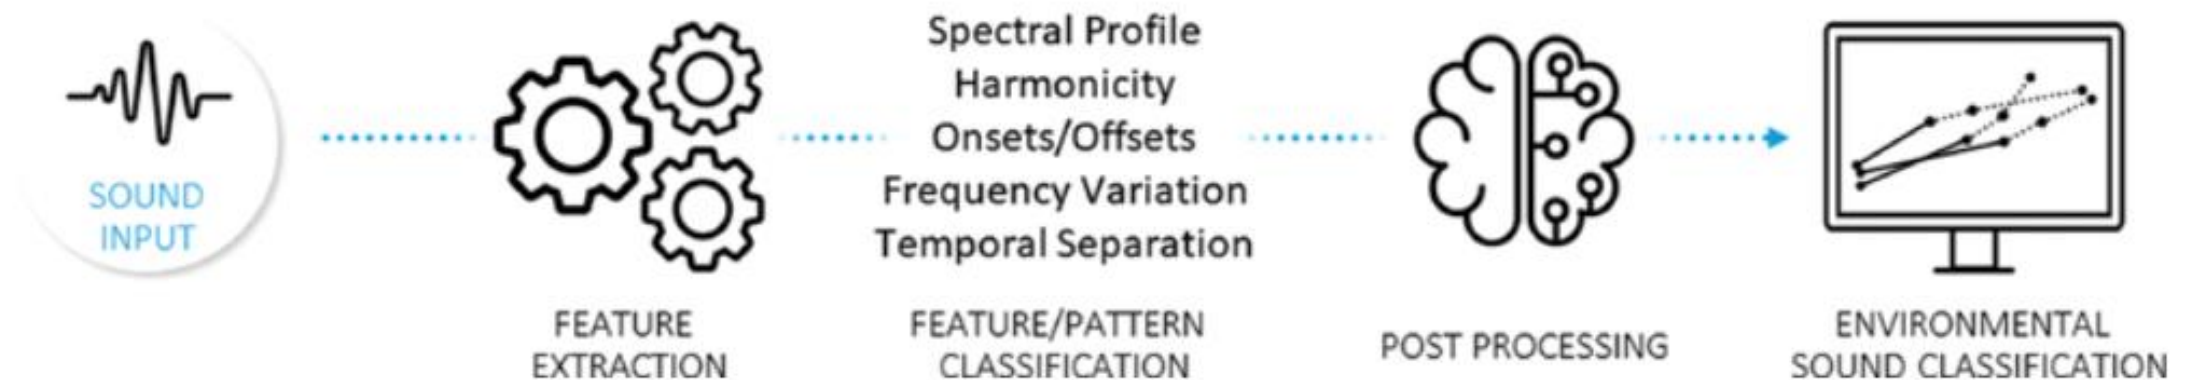 SOUND
INPUT
FEATURE
EXTRACTION
Spectral Profile
Harmonicity
Onsets/Offsets
Frequency Variation
Temporal Separation
FEATURE/PATTERN
CLASSIFICATION
POST PROCESSING
ENVIRONMENTAL
SOUND CLASSIFICATION